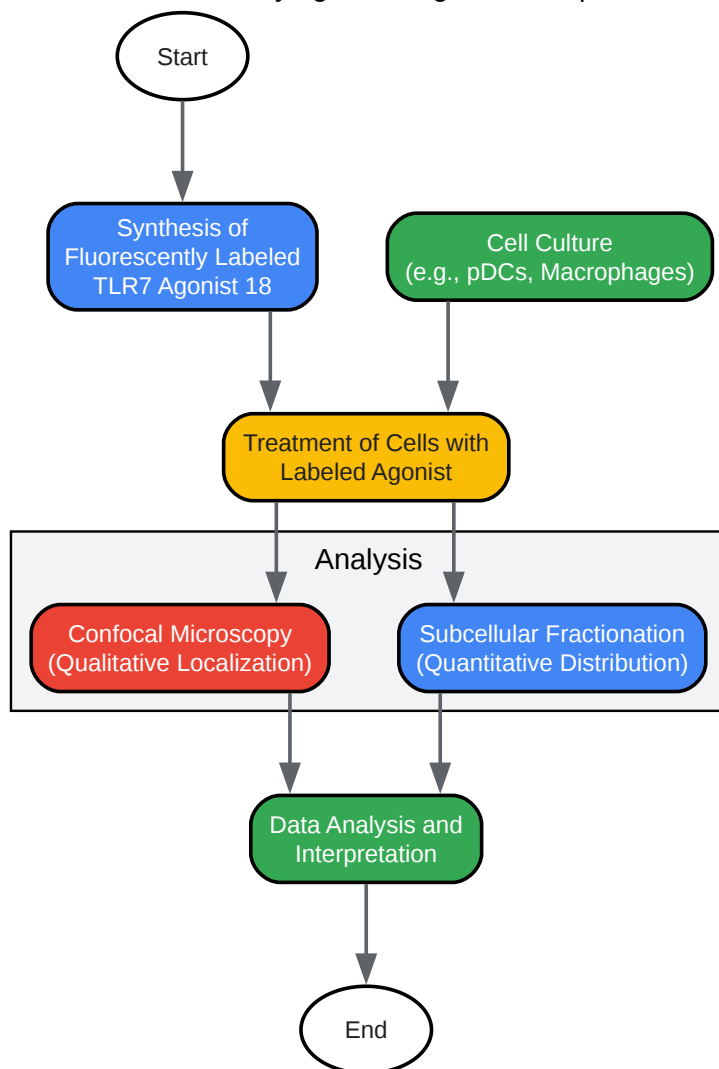 Start
Synthesis of
Fluorescently Labeled
TLR7 Agonist 18
Cell Culture
(e.g., pDCs, Macrophages)
Treatment of Cells with
Labeled Agonist
Analysis
Confocal Microscopy
(Qualitative Localization)
Subcellular Fractionation
(Quantitative Distribution)
Data Analysis and
Interpretation
End